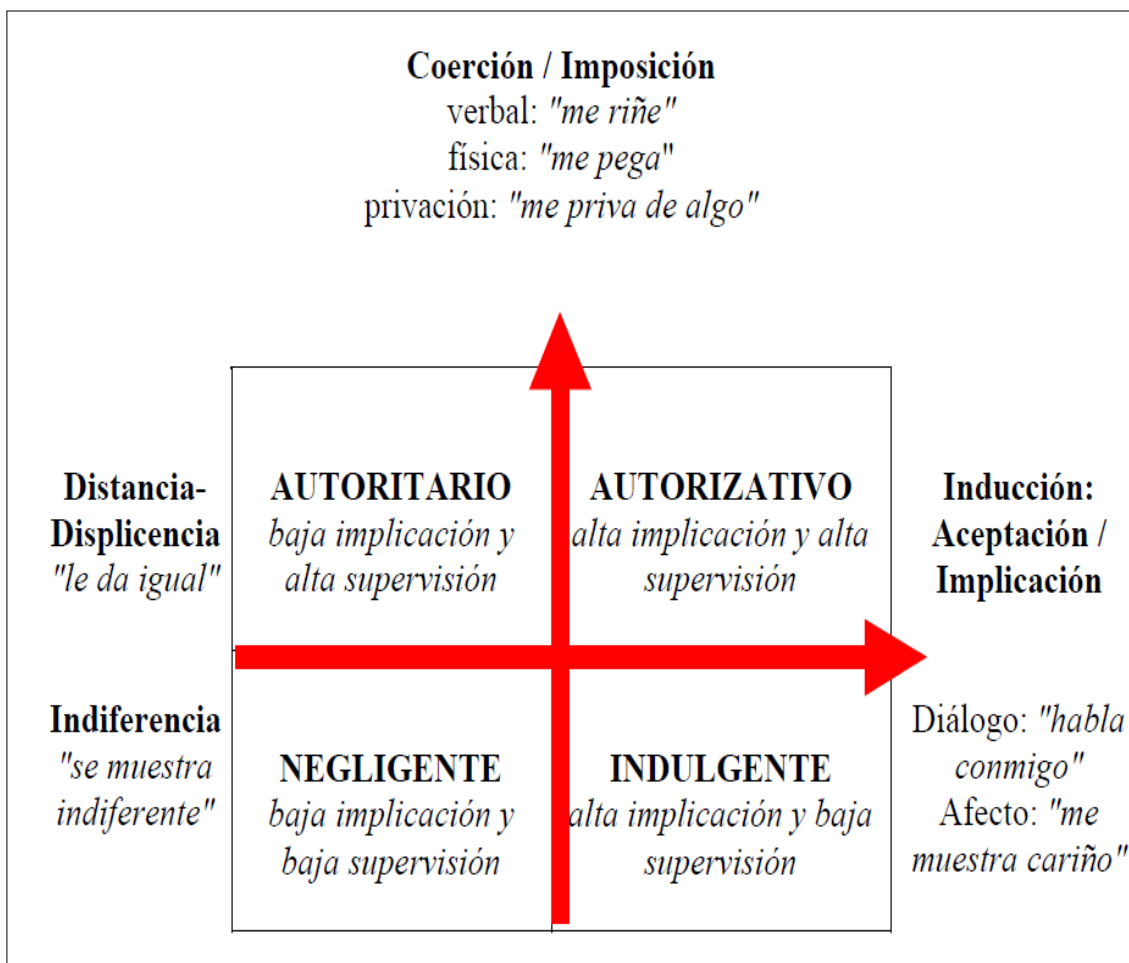 Coerción / Imposición
verbal: "me riñe"
física: "me pega"
privación: "me priva de algo"
Distancia-
Displicencia
"le da igual"
AUTORITARIO
baja implicación y
alta supervisión
AUTORIZATIVO
alta implicación y alta
supervisión
Inducción:
Aceptación /
Implicación
Indiferencia
"se muestra
indiferente"
NEGLIGENTE
baja implicación y
baja supervisión
INDULGENTE
alta implicación y baja
supervisión
Diálogo: "habla
conmigo"
Afecto: "me
muestra cariño"